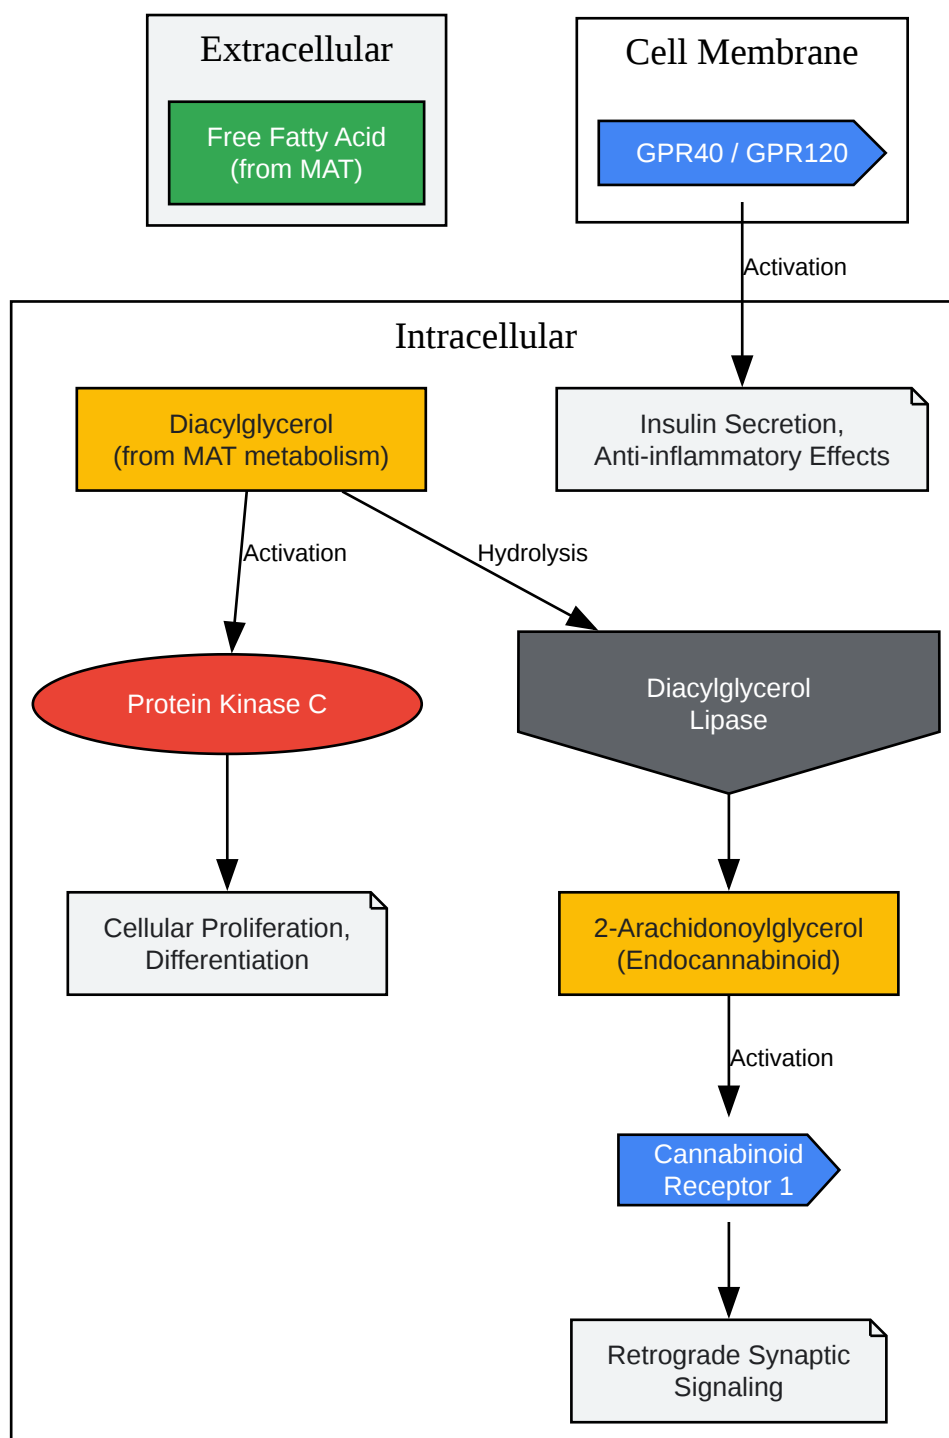 Extracellular
Free Fatty Acid
(from MAT)
Cell Membrane
GPR40 / GPR120
Activation
Intracellular
Diacylglycerol
(from MAT metabolism)
Insulin Secretion,
Anti-inflammatory Effects
Activation
Hydrolysis
Protein Kinase C
Diacylglycerol
Lipase
Cellular Proliferation,
Differentiation
2-Arachidonoylglycerol
(Endocannabinoid)
Activation
Cannabinoid
Receptor 1
Retrograde Synaptic
Signaling